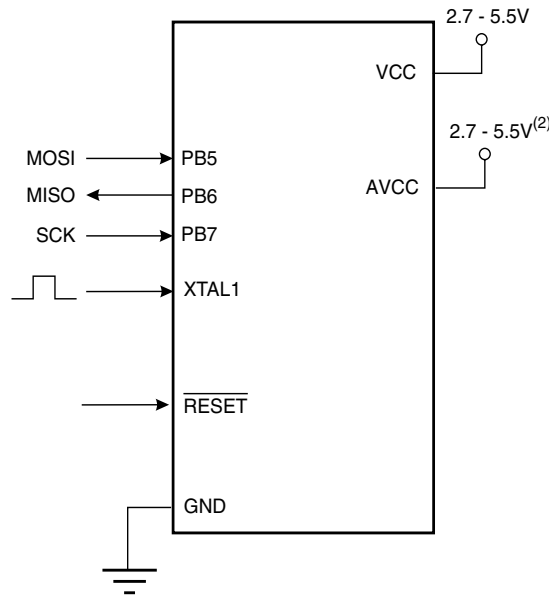 2.7 - 5.5V
VCC
2.7 - 5.5V(2)
MOSI PB5
AVCC
MISO PB6
SCK PB7
XTAL1
RESET
GND